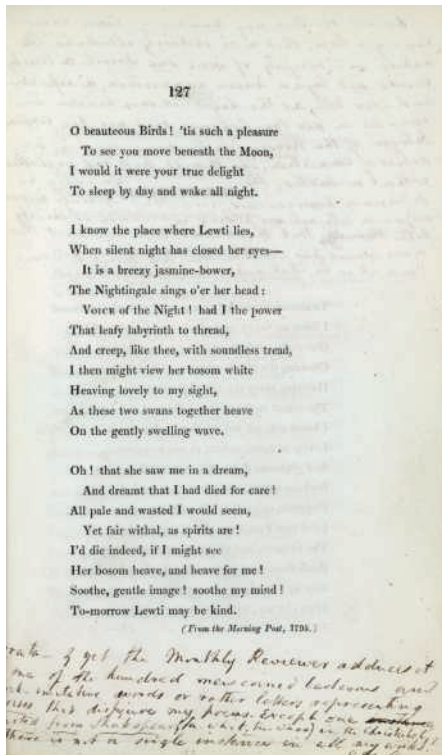 127
O beauteous Birds! 'tis such a pleasure
To see you move beneath the Moon,
I would it were your true delight
To sleep by day and wake all night.
I know the place where Lewti lies,
When silent night has closed her eyes—
It is a breezy jasmine-bower,
The Nightingale sings o'er her head:
VOICE of the Night! had I the power
That leafy labyrinth to thread,
And creep, like thee, with soundless tread,
I then might view her bosom white
Heaving lovely to my sight,
As these two swans together heave
On the gently swelling wave.
Oh! that she saw me in a dream,
And dreamt that I had died for care!
All pale and wasted I would seem,
Yet fair withal, as spirits are!
I'd die indeed, if I might see
Her bosom heave, and heave for me!
Soothe, gentle image! soothe my mind!
To-morrow Lewti may be kind.
(From the Morning Post, 1795.)
yet the Monthly Reviewer adduces it
one of the hundred new coined barbarous and
imitative words or rather letters representing
that disfigure my poems. Except one
from Shakespear in the Christabel
there is not a single instance in all